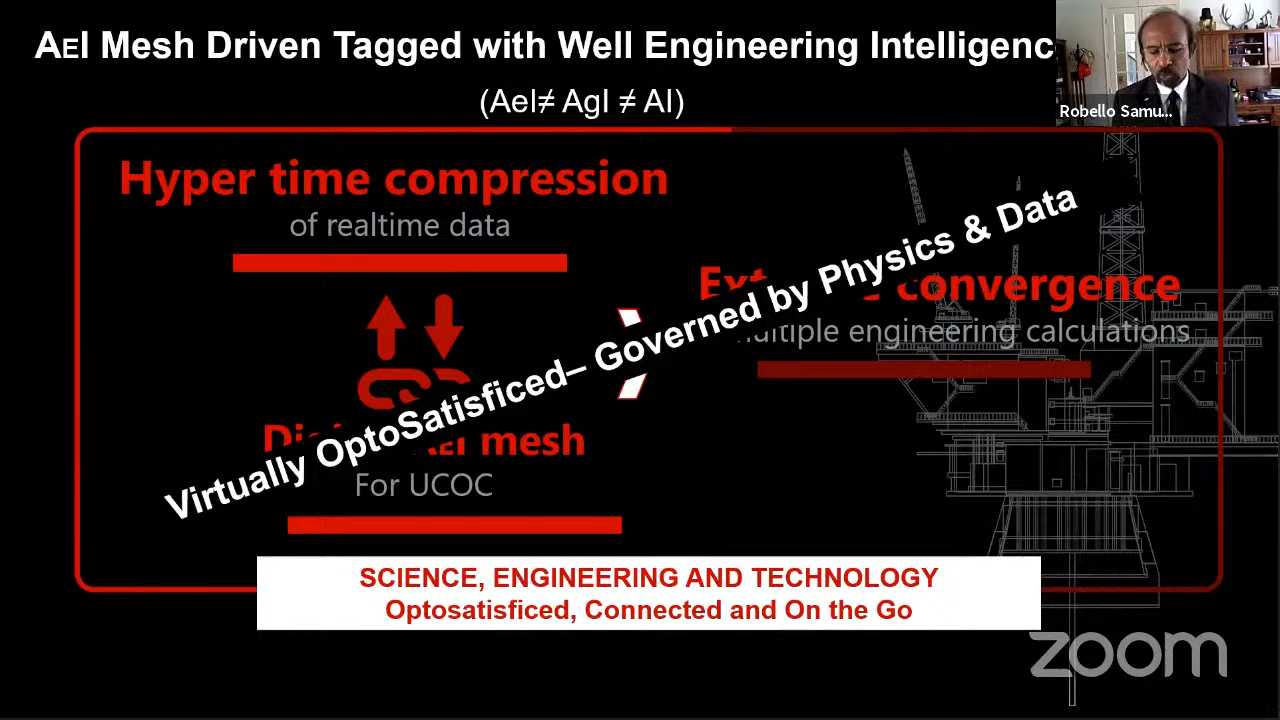 AEI Mesh Driven Tagged with Well Engineering Intelligenc
(AeI≠ AgI ≠ AI)
Robello Samu...
Hyper time compression
of realtime data
convergence
engineering calculations
Virtually OptoSatisficed– Governed by Physics & Data
mesh
For UCOC
SCIENCE, ENGINEERING AND TECHNOLOGY
Optosatisficed, Connected and On the Go
zoom